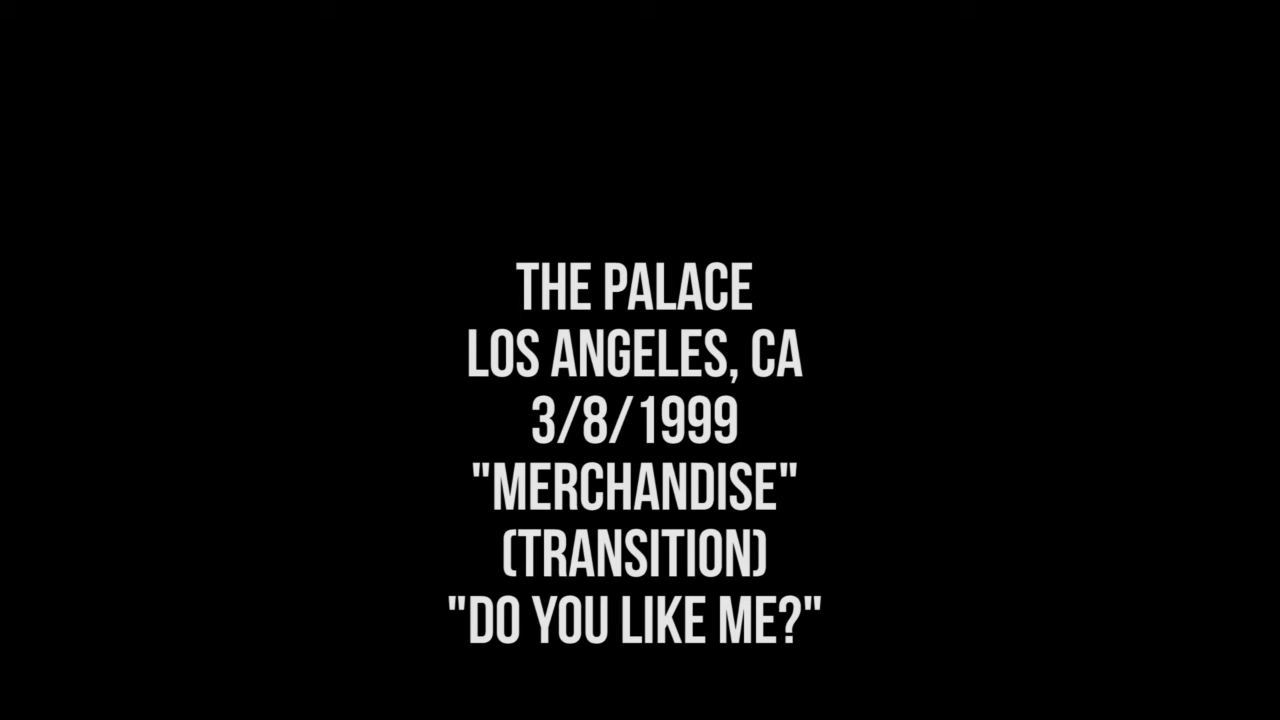 THE PALACE
LOS ANGELES, CA
3/8/1999
"MERCHANDISE"
(TRANSITION)
"DO YOU LIKE ME?"